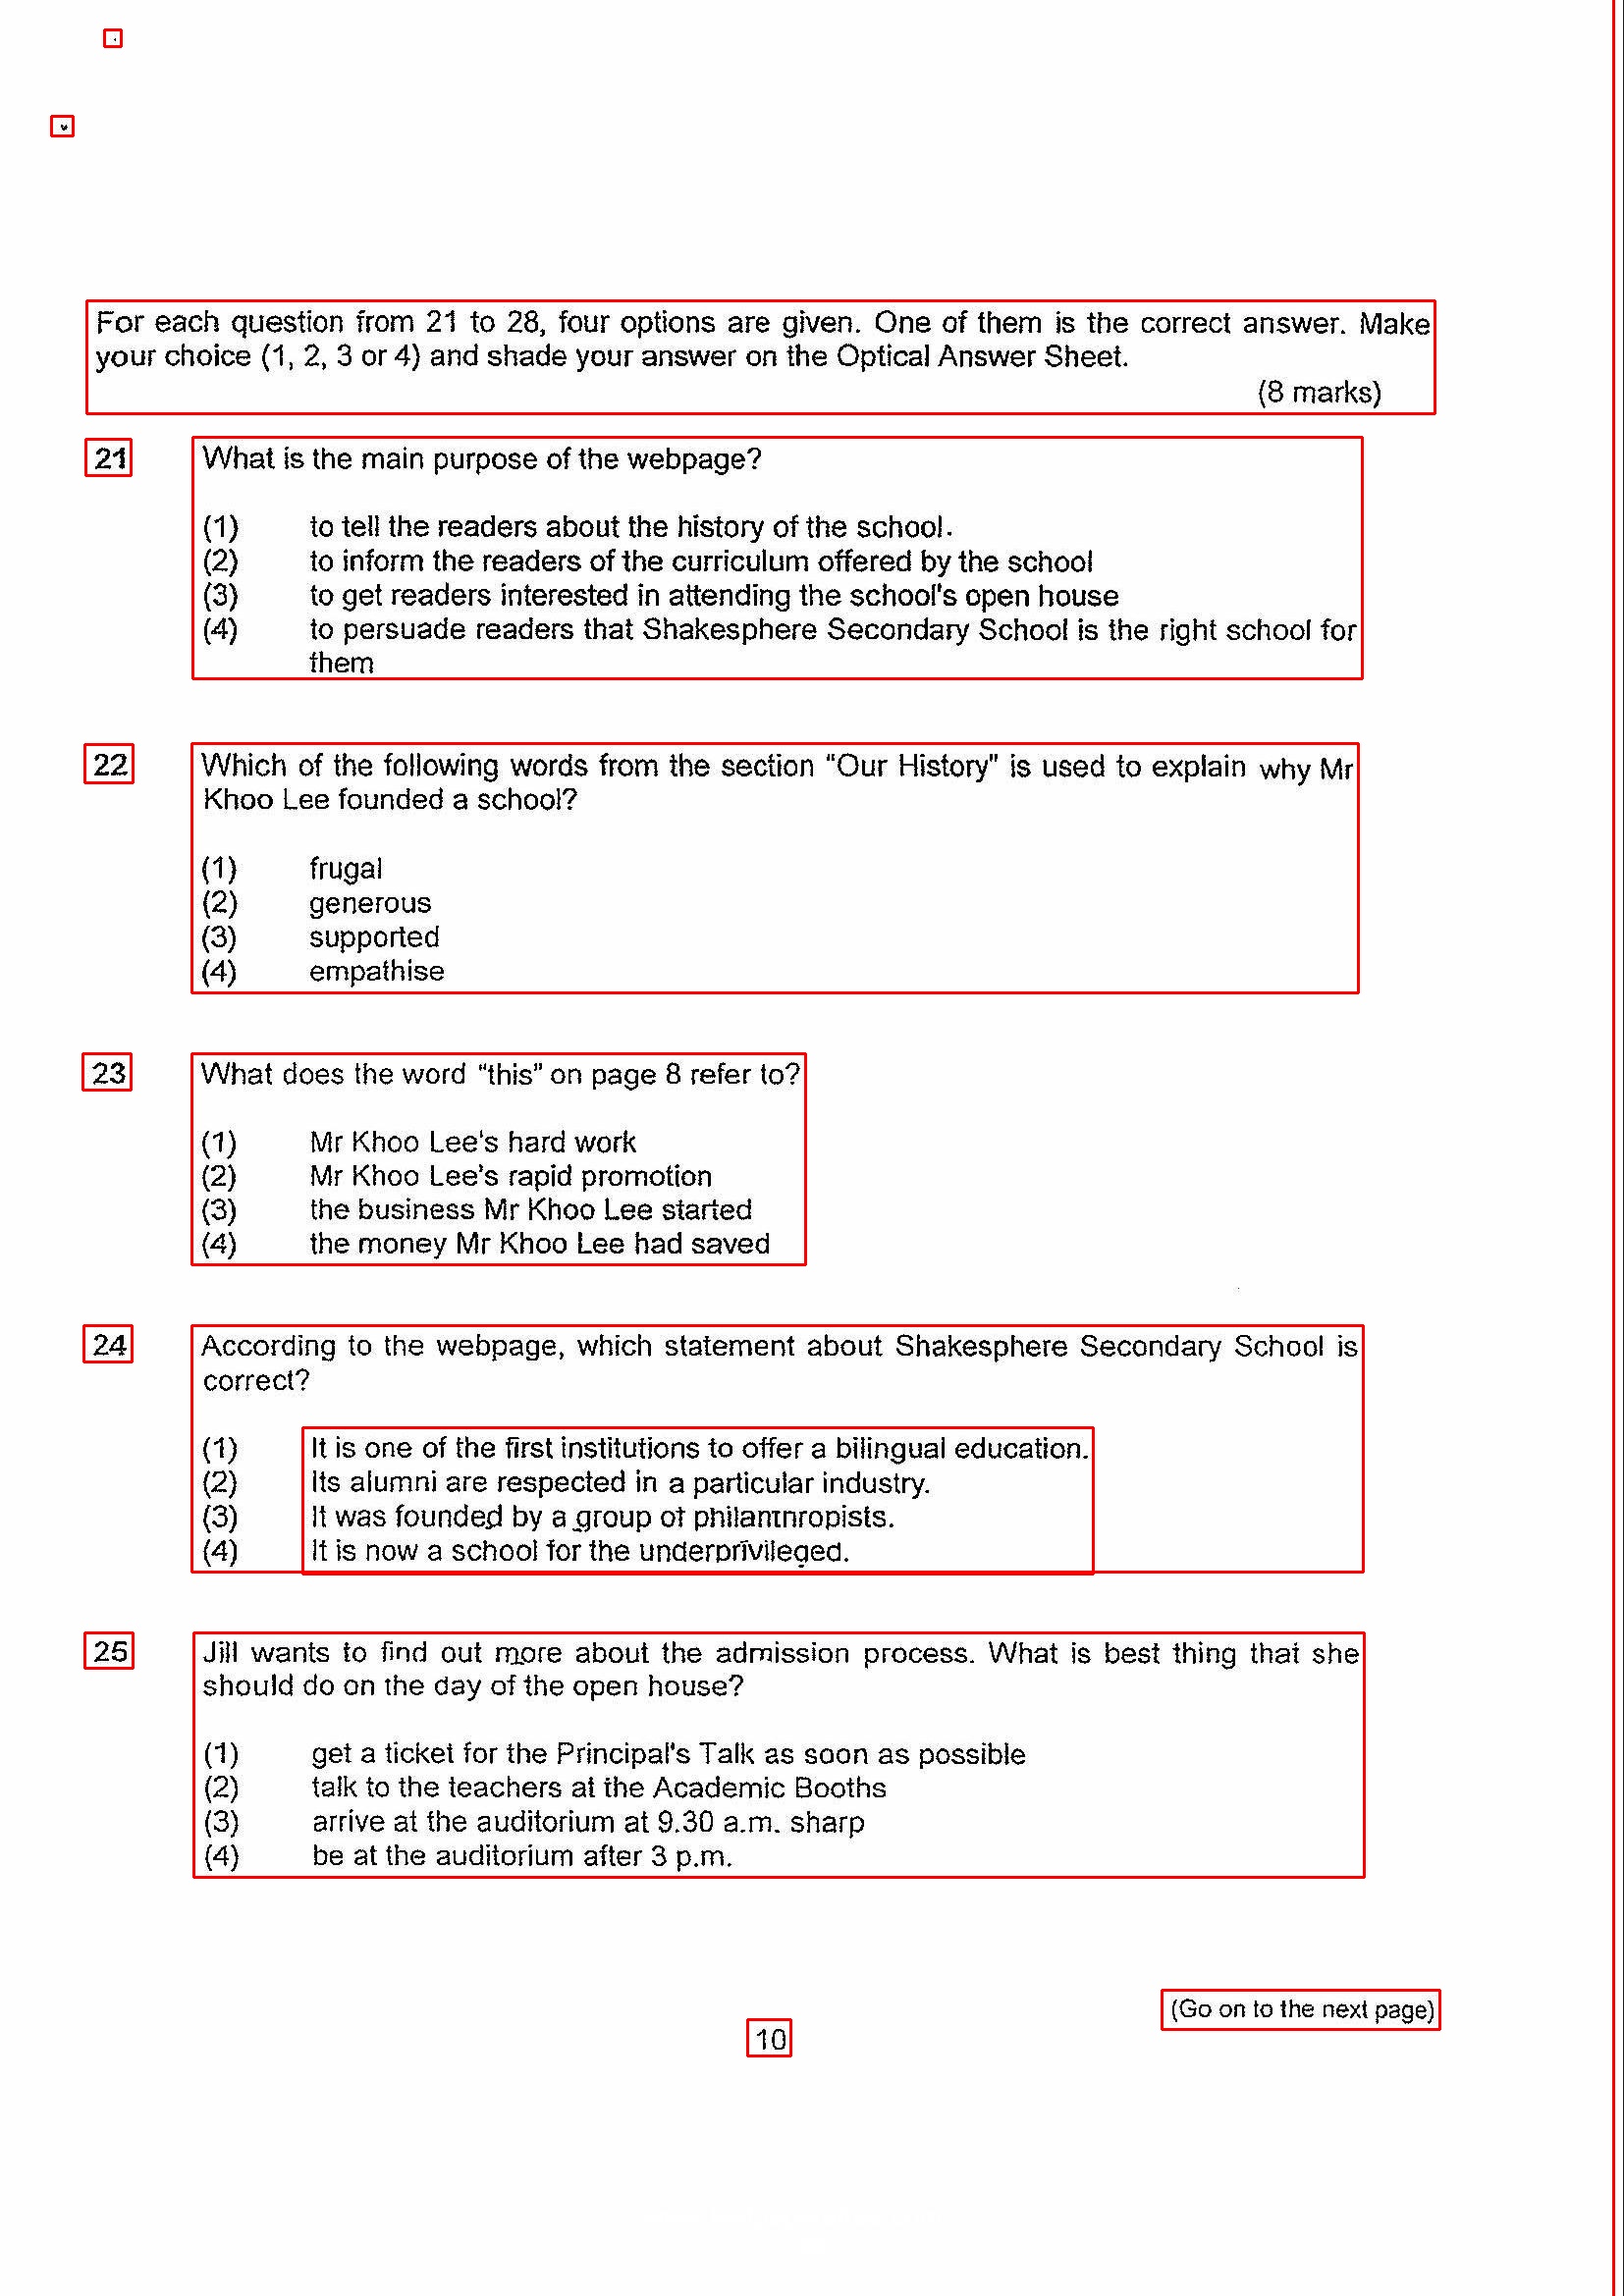 For each question from 21 to 28, four options are given. One of them is the correct answer. Make
your choice (1, 2, 3 or 4) and shade your answer on the Optical Answer Sheet.
(8 marks)
21 What is the main purpose of the webpage?
(1) to tell the readers about the history of the school.
(2) to inform the readers of the curriculum offered by the school
(3) to get readers interested in attending the school's open house
(4) to persuade readers that Shakesphere Secondary School is the right school for
them
22 Which of the following words from the section "Our History" is used to explain why Mr
Khoo Lee founded a school?
(1) frugal
(2) generous
(3) supported
(4) empathise
23 What does the word "this" on page 8 refer to?
(1) Mr Khoo Lee's hard work
(2) Mr Khoo Lee's rapid promotion
(3) the business Mr Khoo Lee started
(4) the money Mr Khoo Lee had saved
24 According to the webpage, which statement about Shakesphere Secondary School is
correct?
(1) It is one of the first institutions to offer a bilingual education.
(2) Its alumni are respected in a particular industry.
(3) It was founded by a group of philanthropists.
(4) It is now a school for the underprivileged.
25 Jill wants to find out more about the admission process. What is best thing that she
should do on the day of the open house?
(1) get a ticket for the Principal's Talk as soon as possible
(2) talk to the teachers at the Academic Booths
(3) arrive at the auditorium at 9.30 a.m. sharp
(4) be at the auditorium after 3 p.m.
(Go on to the next page)
10